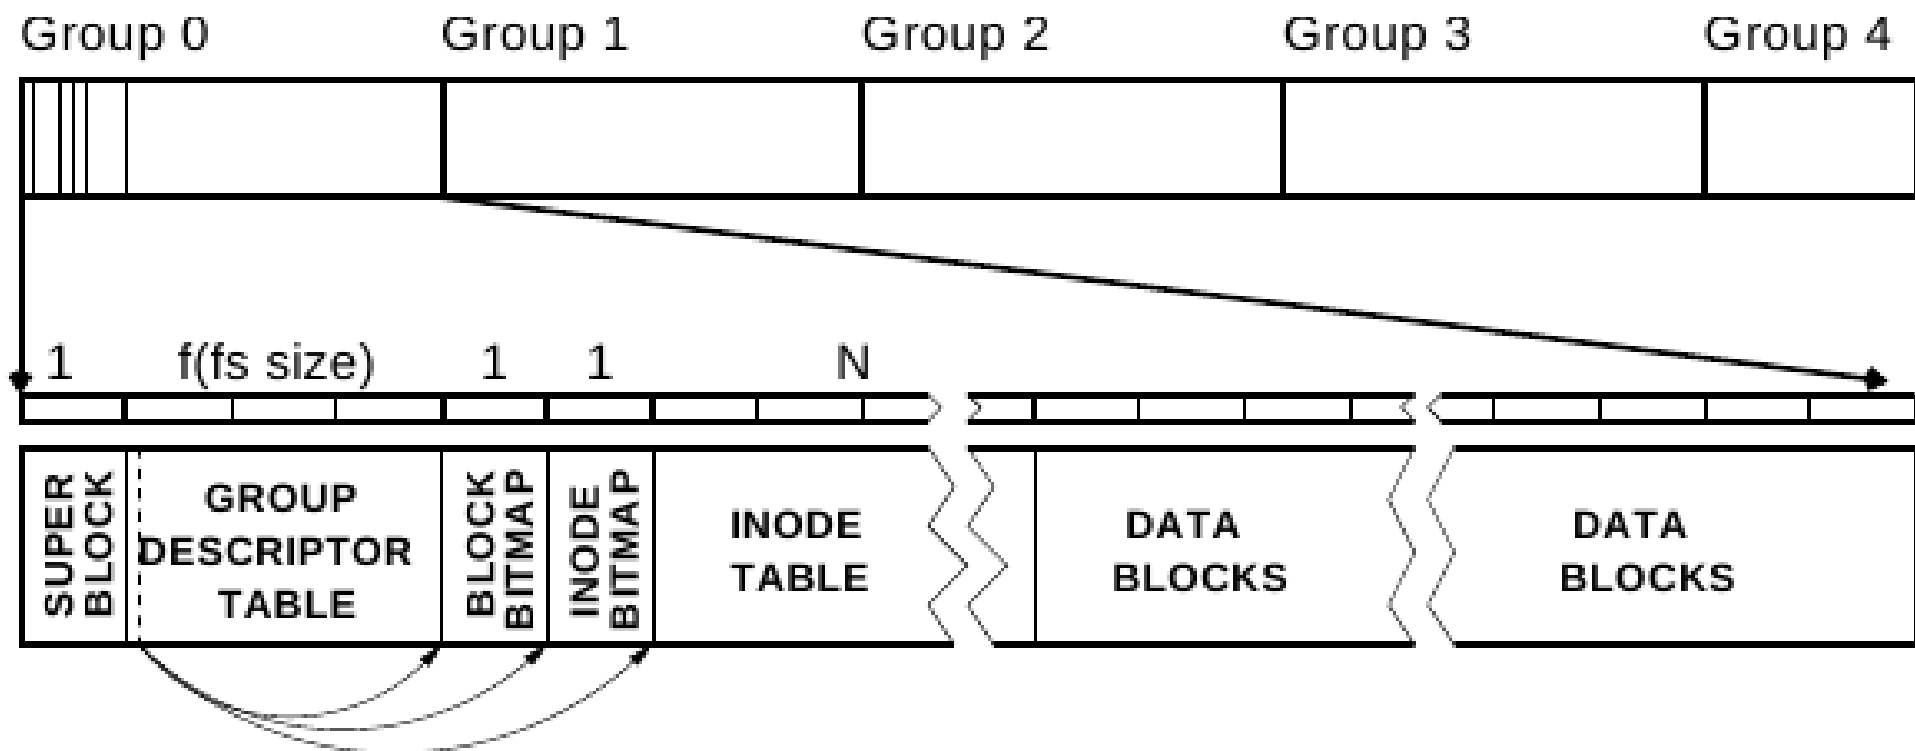 Group 0 Group 1 Group 2 Group 3 Group 4
1 f(fs size) 1 1 N
SUPER
BLOCK
GROUP
DESCRIPTOR
TABLE
BLOCK
BITMAP
INODE
BITMAP
INODE
TABLE
DATA
BLOCKS
DATA
BLOCKS